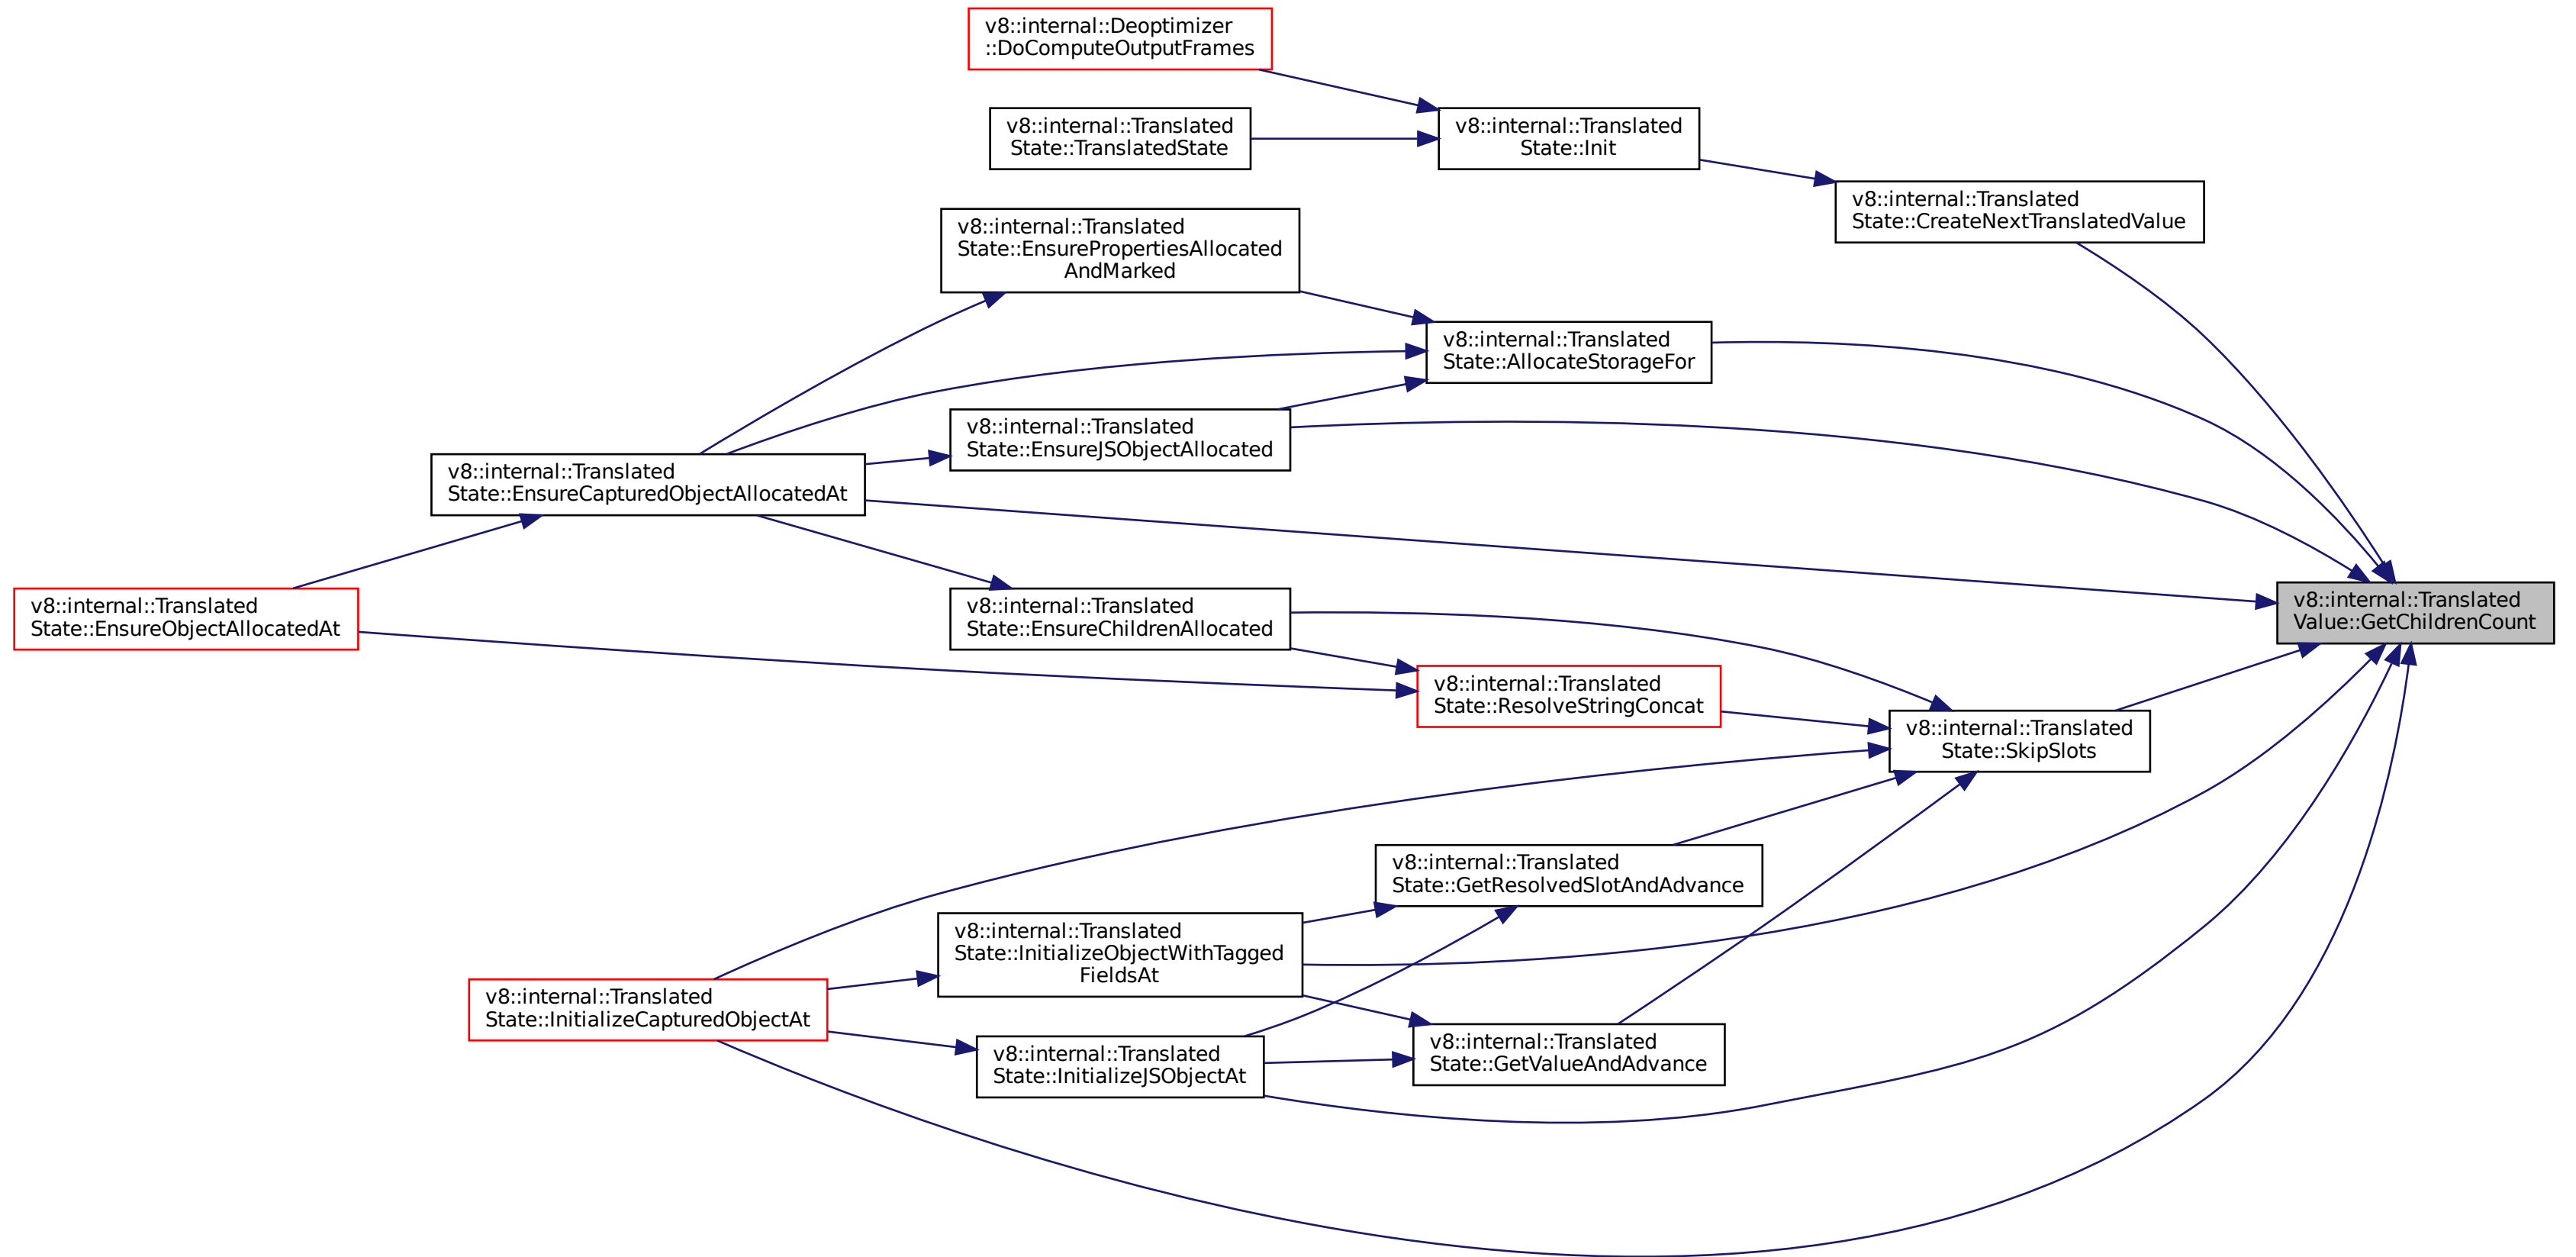 v8::internal::Deoptimizer
::DoComputeOutputFrames
v8::internal::Translated
State::TranslatedState
v8::internal::Translated
State::Init
v8::internal::Translated
State::CreateNextTranslatedValue
v8::internal::Translated
State::EnsurePropertiesAllocated
AndMarked
v8::internal::Translated
State::AllocateStorageFor
v8::internal::Translated
State::EnsureJSObjectAllocated
v8::internal::Translated
State::EnsureCapturedObjectAllocatedAt
v8::internal::Translated
State::EnsureObjectAllocatedAt
v8::internal::Translated
State::EnsureChildrenAllocated
v8::internal::Translated
Value::GetChildrenCount
v8::internal::Translated
State::ResolveStringConcat
v8::internal::Translated
State::SkipSlots
v8::internal::Translated
State::GetResolvedSlotAndAdvance
v8::internal::Translated
State::InitializeObjectWithTagged
FieldsAt
v8::internal::Translated
State::InitializeCapturedObjectAt
v8::internal::Translated
State::InitializeJSObjectAt
v8::internal::Translated
State::GetValueAndAdvance